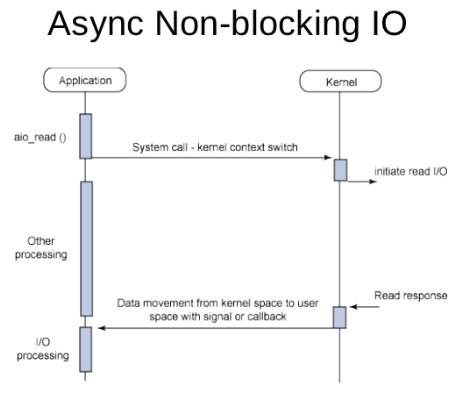 Async Non-blocking IO
Application
Kernel
aio_read ()
System call - kernel context switch
initiate read I/O
Other
processing
Read response
Data movement from kernel space to user
space with signal or callback
I/O
processing